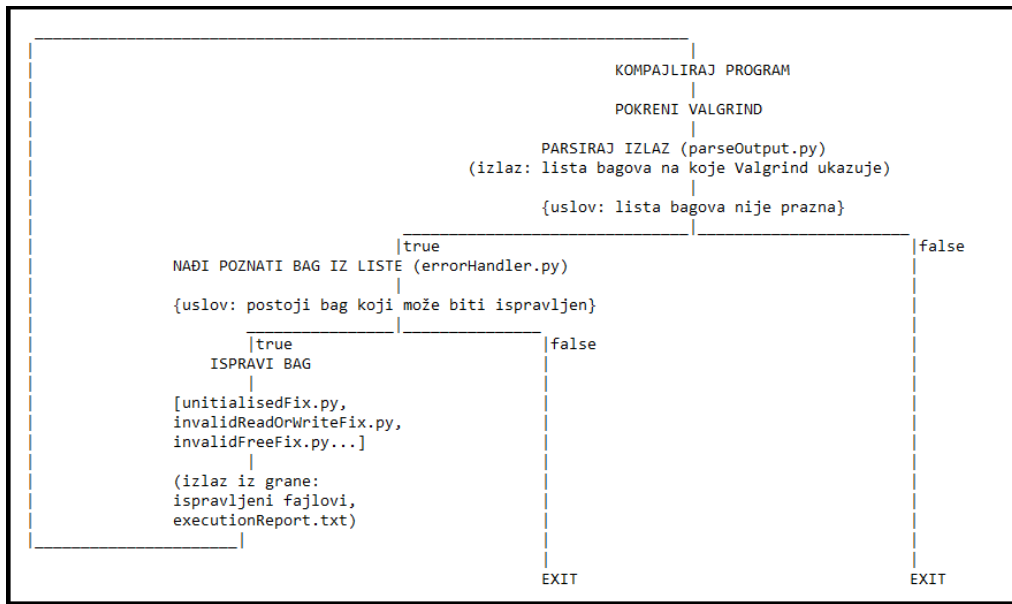 KOMPAJLIRAJ PROGRAM
POKRENI VALGRIND
PARSIRAJ IZLAZ (parseOutput.py)
(izlaz: lista bagova na koje Valgrind ukazuje)
{uslov: lista bagova nije prazna}
true
false
NAĐI POZNATI BAG IZ LISTE (errorHandler.py)
{uslov: postoji bag koji može biti ispravljen}
true
false
ISPRAVI BAG
[unitialisedFix.py,
invalidReadOrWriteFix.py,
invalidFreeFix.py...]
(izlaz iz grane:
ispravljeni fajlovi,
executionReport.txt)
EXIT
EXIT